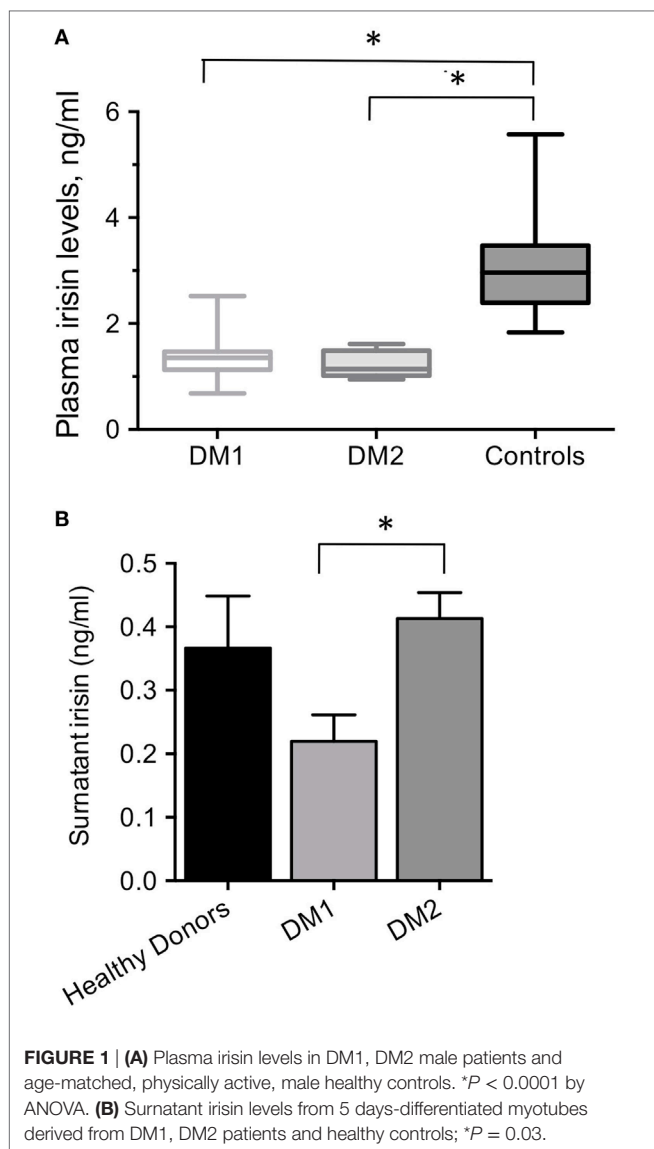 A
*
*
Plasma irisin levels, ng/ml
6
4
2
0
DM1 DM2 Controls
B
*
Surnatant irisin (ng/ml)
0.5
0.4
0.3
0.2
0.1
0.0
Healthy Donors DM1 DM2
FIGURE 1 | (A) Plasma irisin levels in DM1, DM2 male patients and
age-matched, physically active, male healthy controls. *P < 0.0001 by
ANOVA. (B) Surnatant irisin levels from 5 days-differentiated myotubes
derived from DM1, DM2 patients and healthy controls; *P = 0.03.